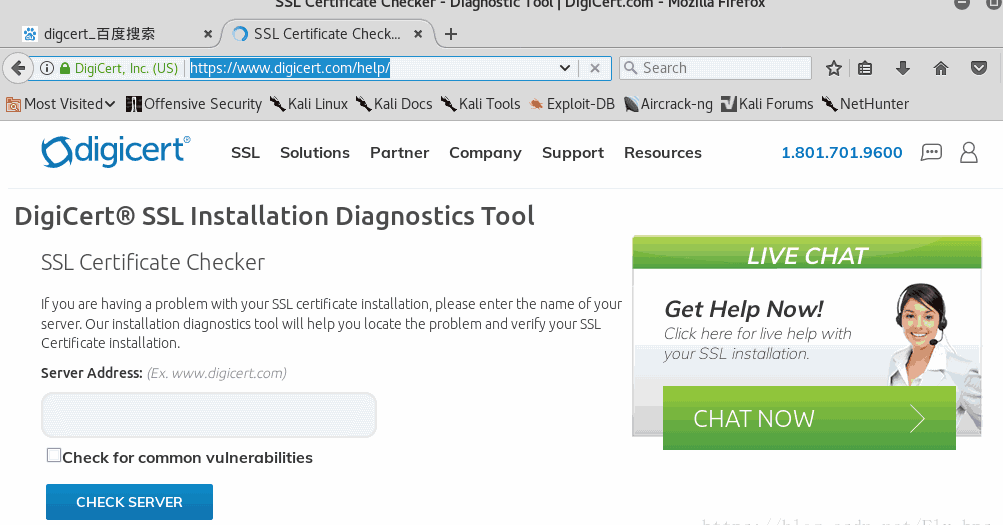 SSL Certificate Checker - Diagnostic Tool | DigiCert.com - Mozilla Firefox
digcert_百度搜索
SSL Certificate Check...
DigiCert, Inc. (US)
https://www.digicert.com/help/
Search
Most Visited
Offensive Security
Kali Linux
Kali Docs
Kali Tools
Exploit-DB
Aircrack-ng
Kali Forums
NetHunter
digicert®
SSL
Solutions
Partner
Company
Support
Resources
1.801.701.9600
DigiCert® SSL Installation Diagnostics Tool
SSL Certificate Checker
If you are having a problem with your SSL certificate installation, please enter the name of your
server. Our installation diagnostics tool will help you locate the problem and verify your SSL
Certificate installation.
Server Address: (Ex. www.digicert.com)
Check for common vulnerabilities
CHECK SERVER
LIVE CHAT
Get Help Now!
Click here for live help with
your SSL installation.
CHAT NOW